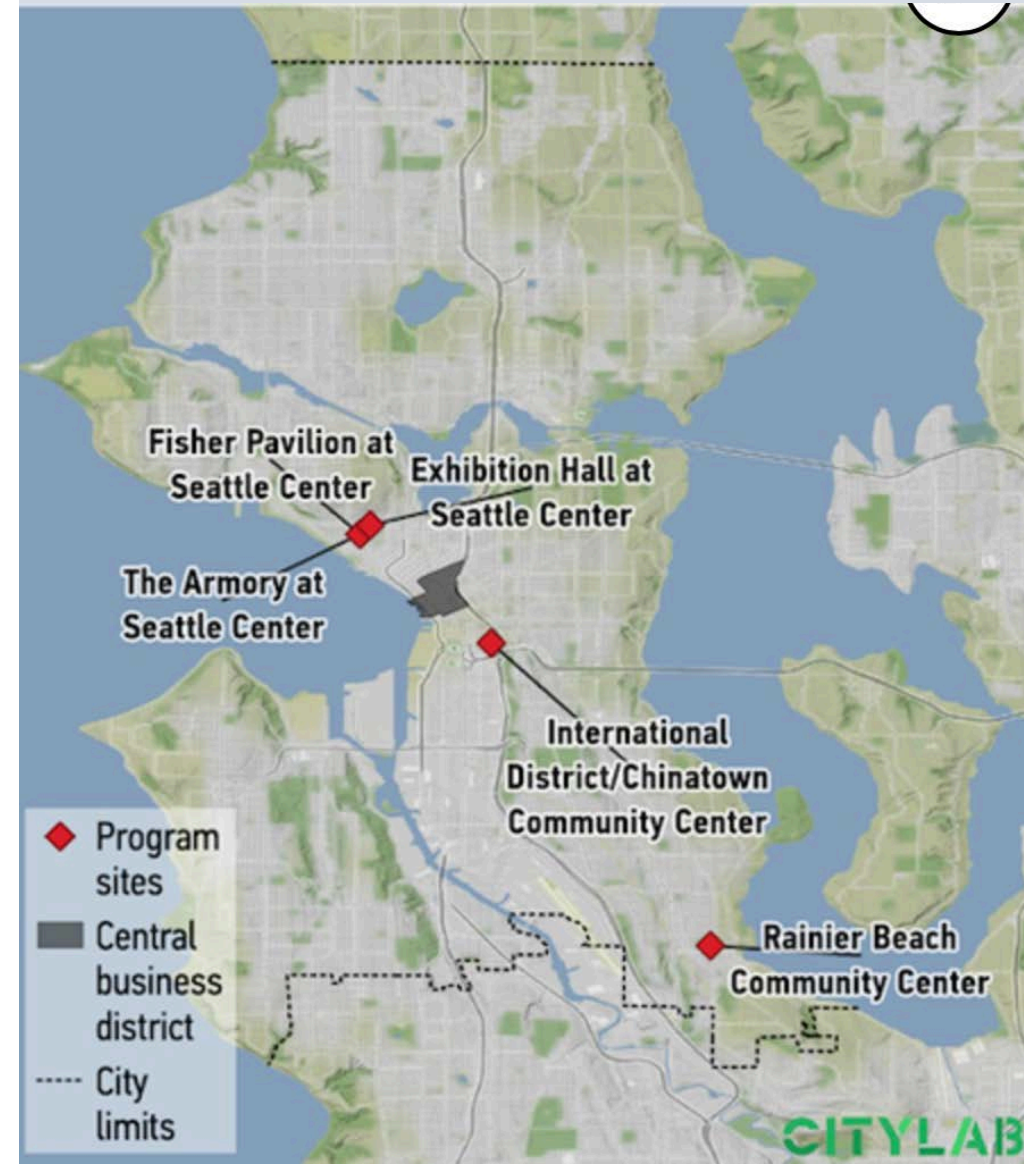 Fisher Pavilion at
Seattle Center
Exhibition Hall at
Seattle Center
The Armory at
Seattle Center
International
District/Chinatown
Community Center
Rainier Beach
Community Center
Program
sites
Central
business
district
City
limits
CITYLAB